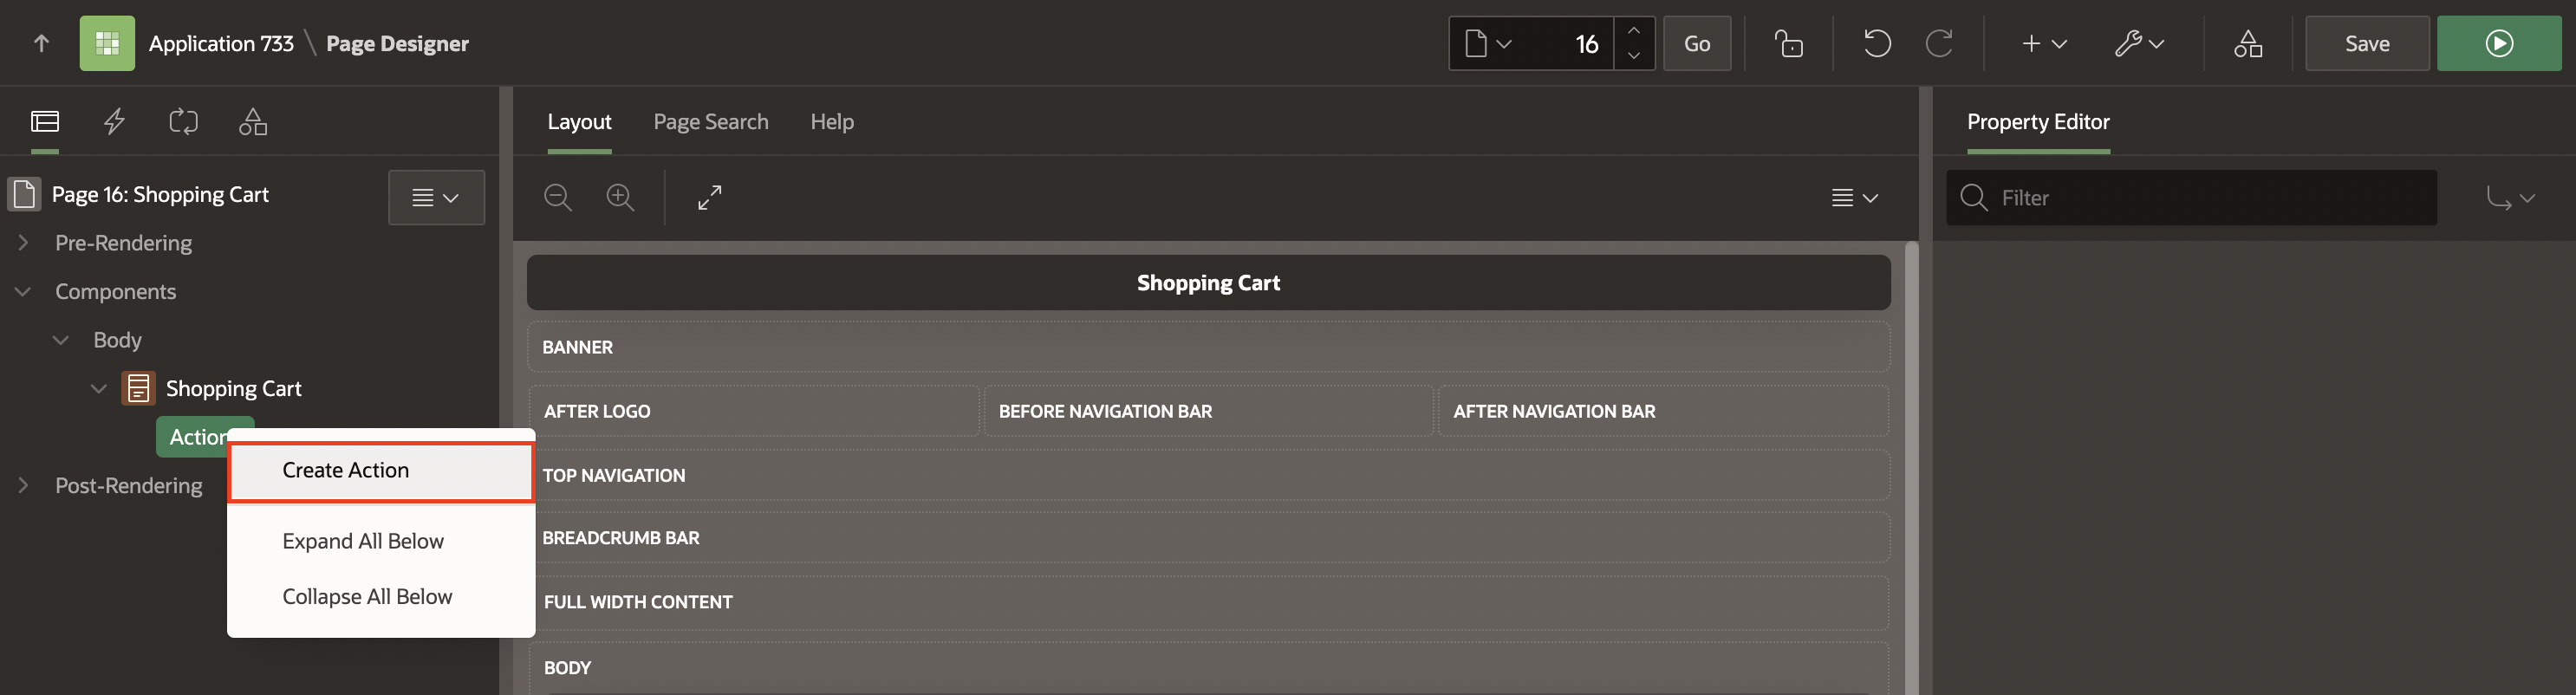 Application 733 \ Page Designer
16
Go
Save
Layout
Page Search
Help
Property Editor
Page 16: Shopping Cart
Filter
Pre-Rendering
Components
Body
Shopping Cart
Action
Post-Rendering
Create Action
Expand All Below
Collapse All Below
Shopping Cart
BANNER
AFTER LOGO
BEFORE NAVIGATION BAR
AFTER NAVIGATION BAR
TOP NAVIGATION
BREADCRUMB BAR
FULL WIDTH CONTENT
BODY